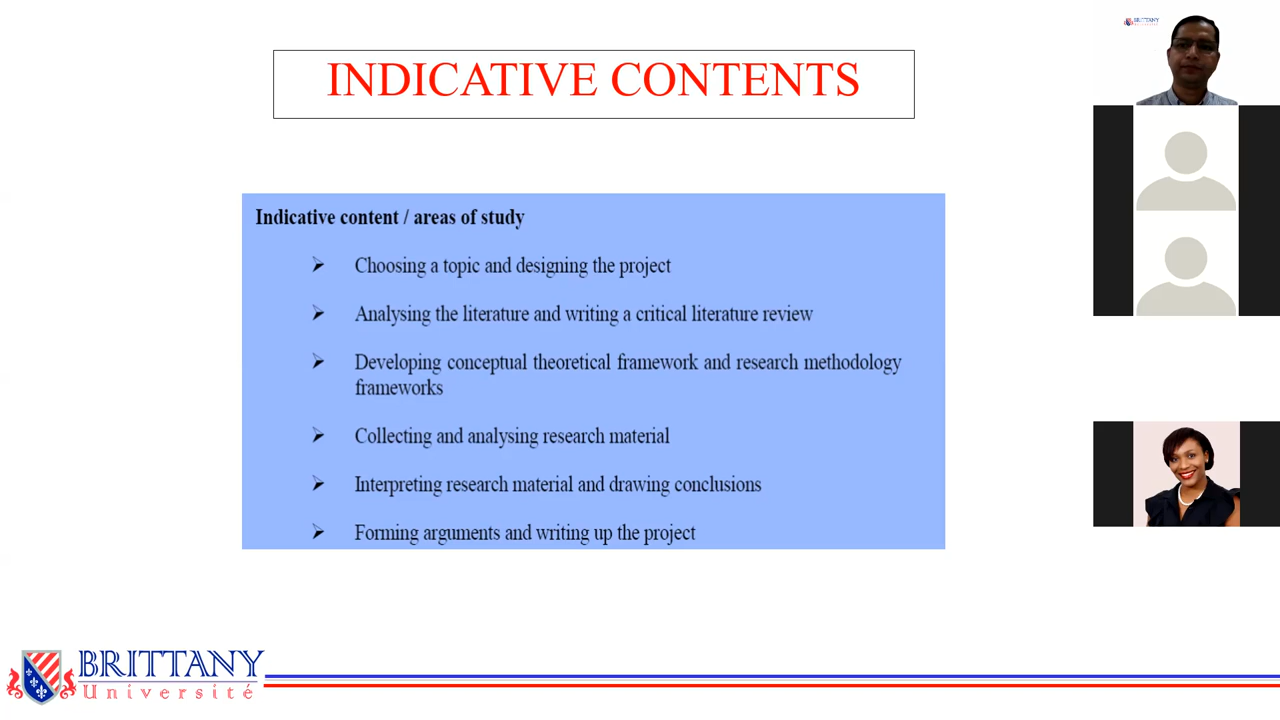 INDICATIVE CONTENTS
Indicative content / areas of study
Choosing a topic and designing the project
Analysing the literature and writing a critical literature review
Developing conceptual theoretical framework and research methodology
frameworks
Collecting and analysing research material
Interpreting research material and drawing conclusions
Forming arguments and writing up the project
BRITTANY
Université
BRITTANY